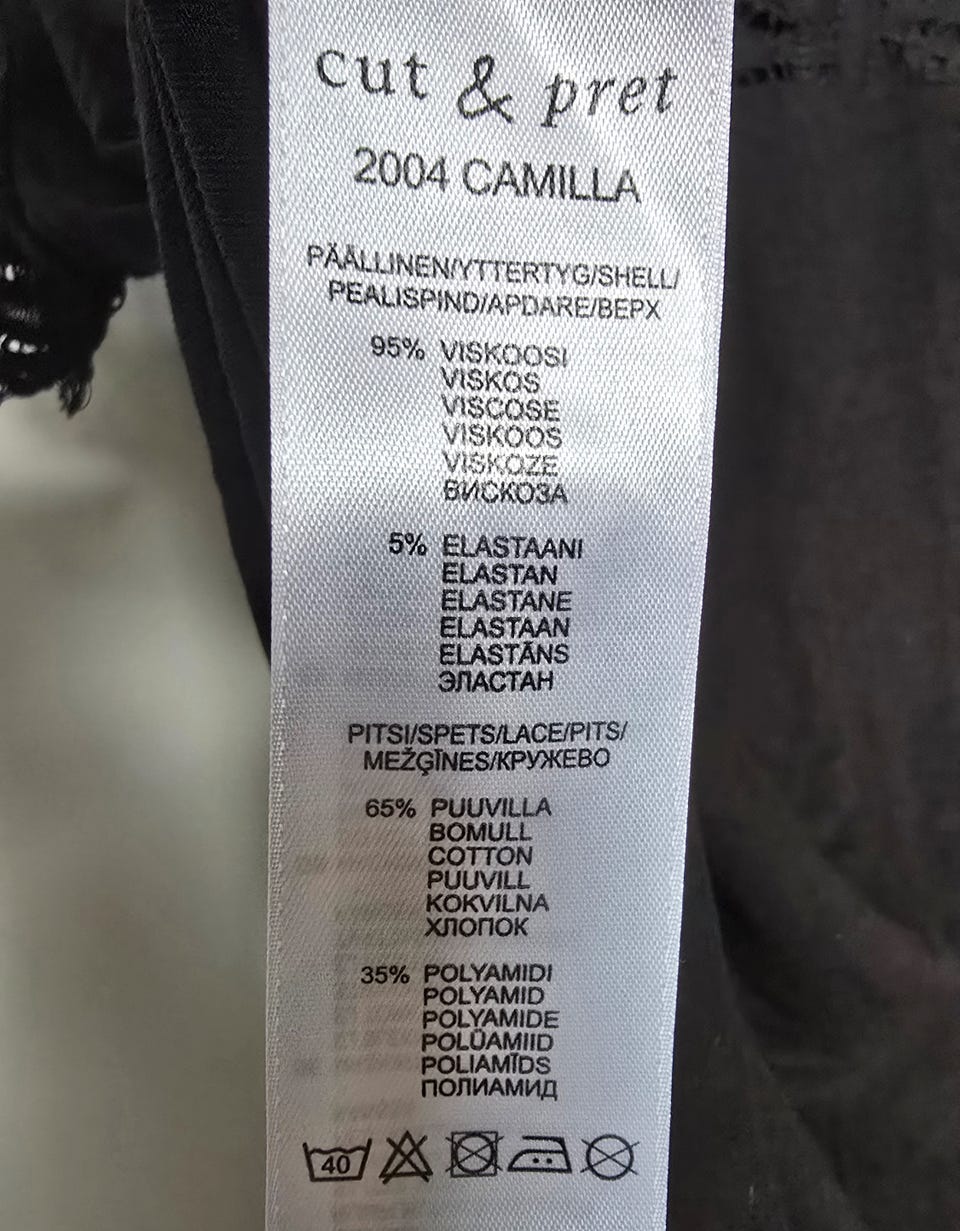 cut & pret
2004 CAMILLA
PÄÄLLINEN/YTTERTYG/SHELL/
PEALISPIND/APDARE/ВЕРХ
95% VISKOOSI
VISKOS
VISCOSE
VISKOOS
VISKOZE
ВИСКОЗА
5% ELASTAANI
ELASTAN
ELASTANE
ELASTAAN
ELASTĀNS
ЭЛАСТАН
PITSI/SPETS/LACE/PITS/
MEŽĢĪNES/КРУЖЕВО
65% PUUVILLA
BOMULL
COTTON
PUUVILL
KOKVILNA
ХЛОПОК
35% POLYAMIDI
POLYAMID
POLYAMIDE
POLÜAMIID
POLIAMĪDS
ПОЛИАМИД
40